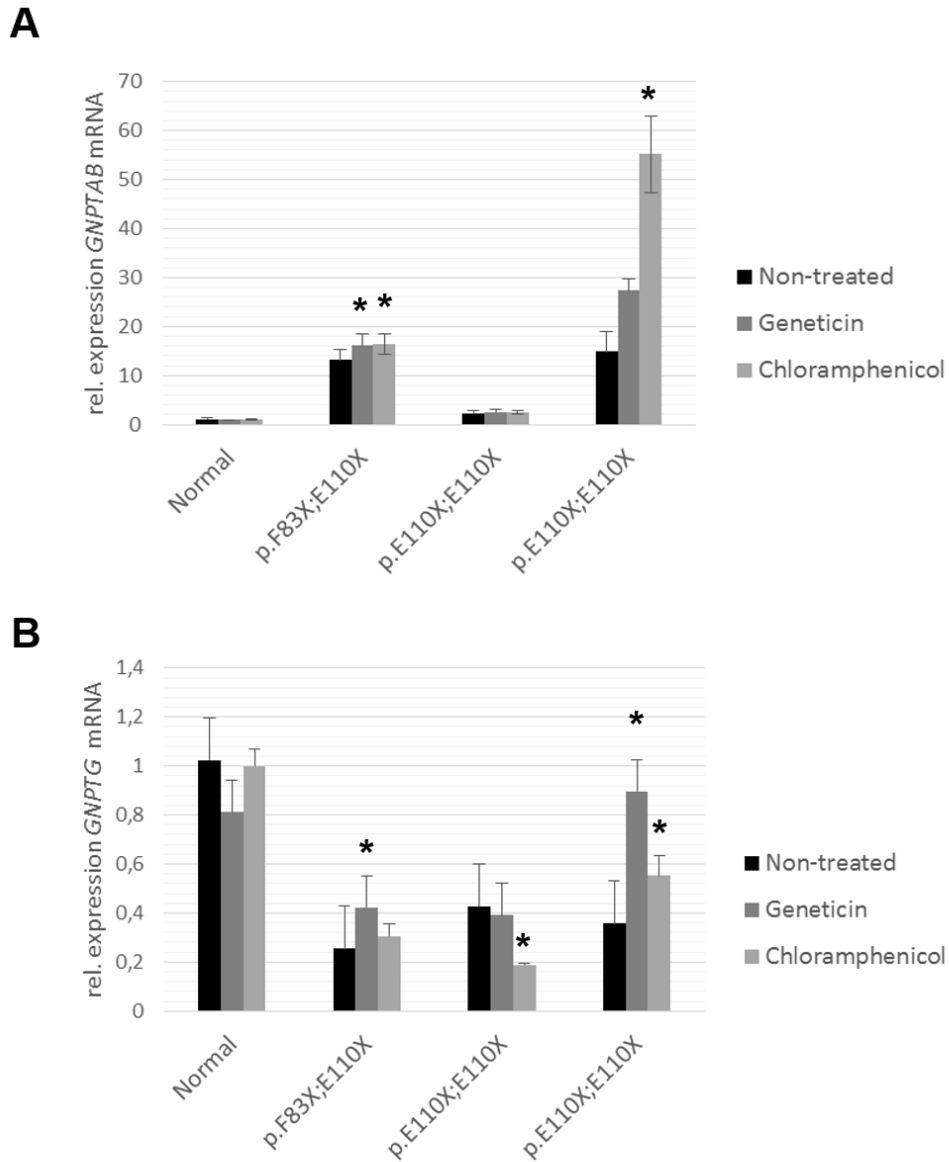 A
rel. expression GNPTAB mRNA
70
60
50
40
30
20
10
0
*
* *
Normal
p.F83X;E110X
p.E110X;E110X
p.E110X;E110X
Non-treated
Geneticin
Chloramphenicol
B
rel. expression GNPTG mRNA
1,4
1,2
1
0,8
0,6
0,4
0,2
0
*
*
*
*
Normal
p.F83X;E110X
p.E110X;E110X
p.E110X;E110X
Non-treated
Geneticin
Chloramphenicol